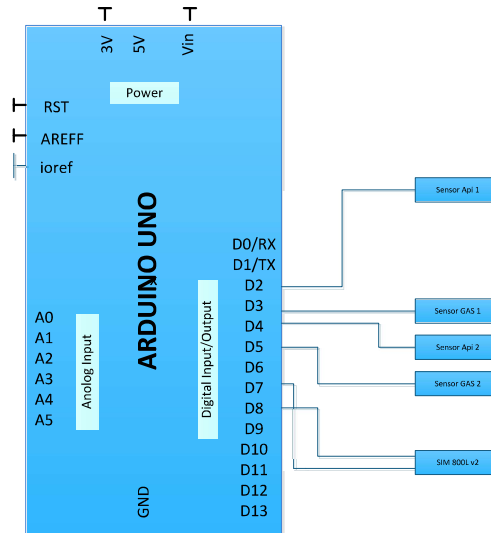 3V
5V
Vin
Power
RST
AREFF
ioref
ARDUINO UNO
Anolog Input
Digital Input/Output
A0
A1
A2
A3
A4
A5
D0/RX
D1/TX
D2
D3
D4
D5
D6
D7
D8
D9
D10
D11
D12
D13
GND
Sensor Api 1
Sensor GAS 1
Sensor Api 2
Sensor GAS 2
SIM 800L v2